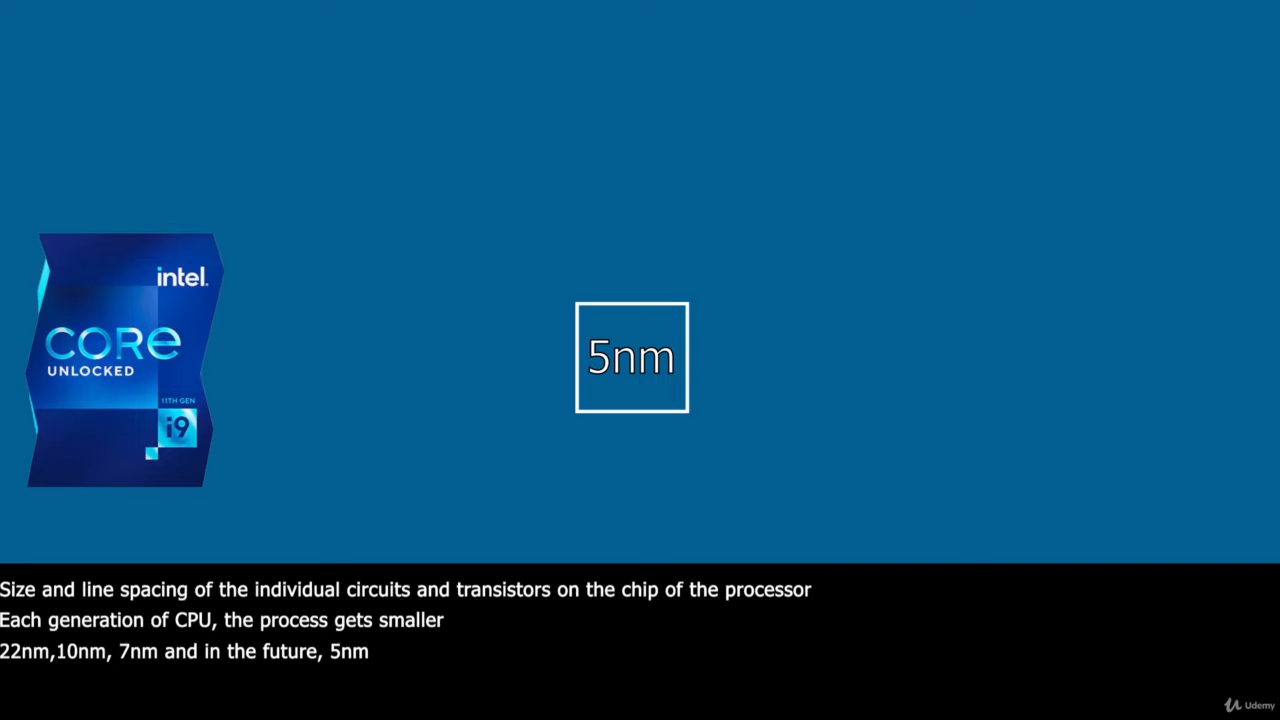 intel.
CORE
UNLOCKED
11TH GEN
i9
5nm
Size and line spacing of the individual circuits and transistors on the chip of the processor
Each generation of CPU, the process gets smaller
22nm,10nm, 7nm and in the future, 5nm
Udemy